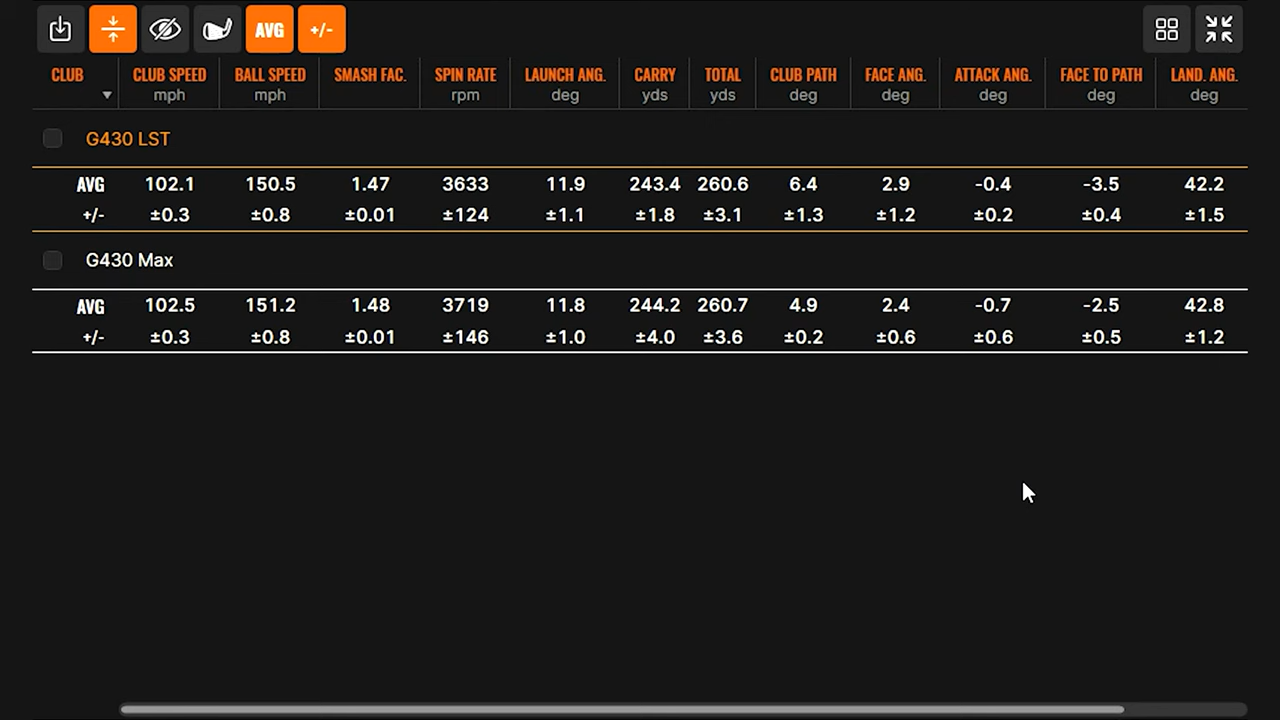 AVG +/-
CLUB CLUB SPEED BALL SPEED SMASH FAC. SPIN RATE LAUNCH ANG. CARRY TOTAL CLUB PATH FACE ANG. ATTACK ANG. FACE TO PATH LAND. ANG.
mph mph rpm deg yds yds deg deg deg deg deg
G430 LST
AVG 102.1 150.5 1.47 3633 11.9 243.4 260.6 6.4 2.9 -0.4 -3.5 42.2
+/- ±0.3 ±0.8 ±0.01 ±124 ±1.1 ±1.8 ±3.1 ±1.3 ±1.2 ±0.2 ±0.4 ±1.5
G430 Max
AVG 102.5 151.2 1.48 3719 11.8 244.2 260.7 4.9 2.4 -0.7 -2.5 42.8
+/- ±0.3 ±0.8 ±0.01 ±146 ±1.0 ±4.0 ±3.6 ±0.2 ±0.6 ±0.6 ±0.5 ±1.2